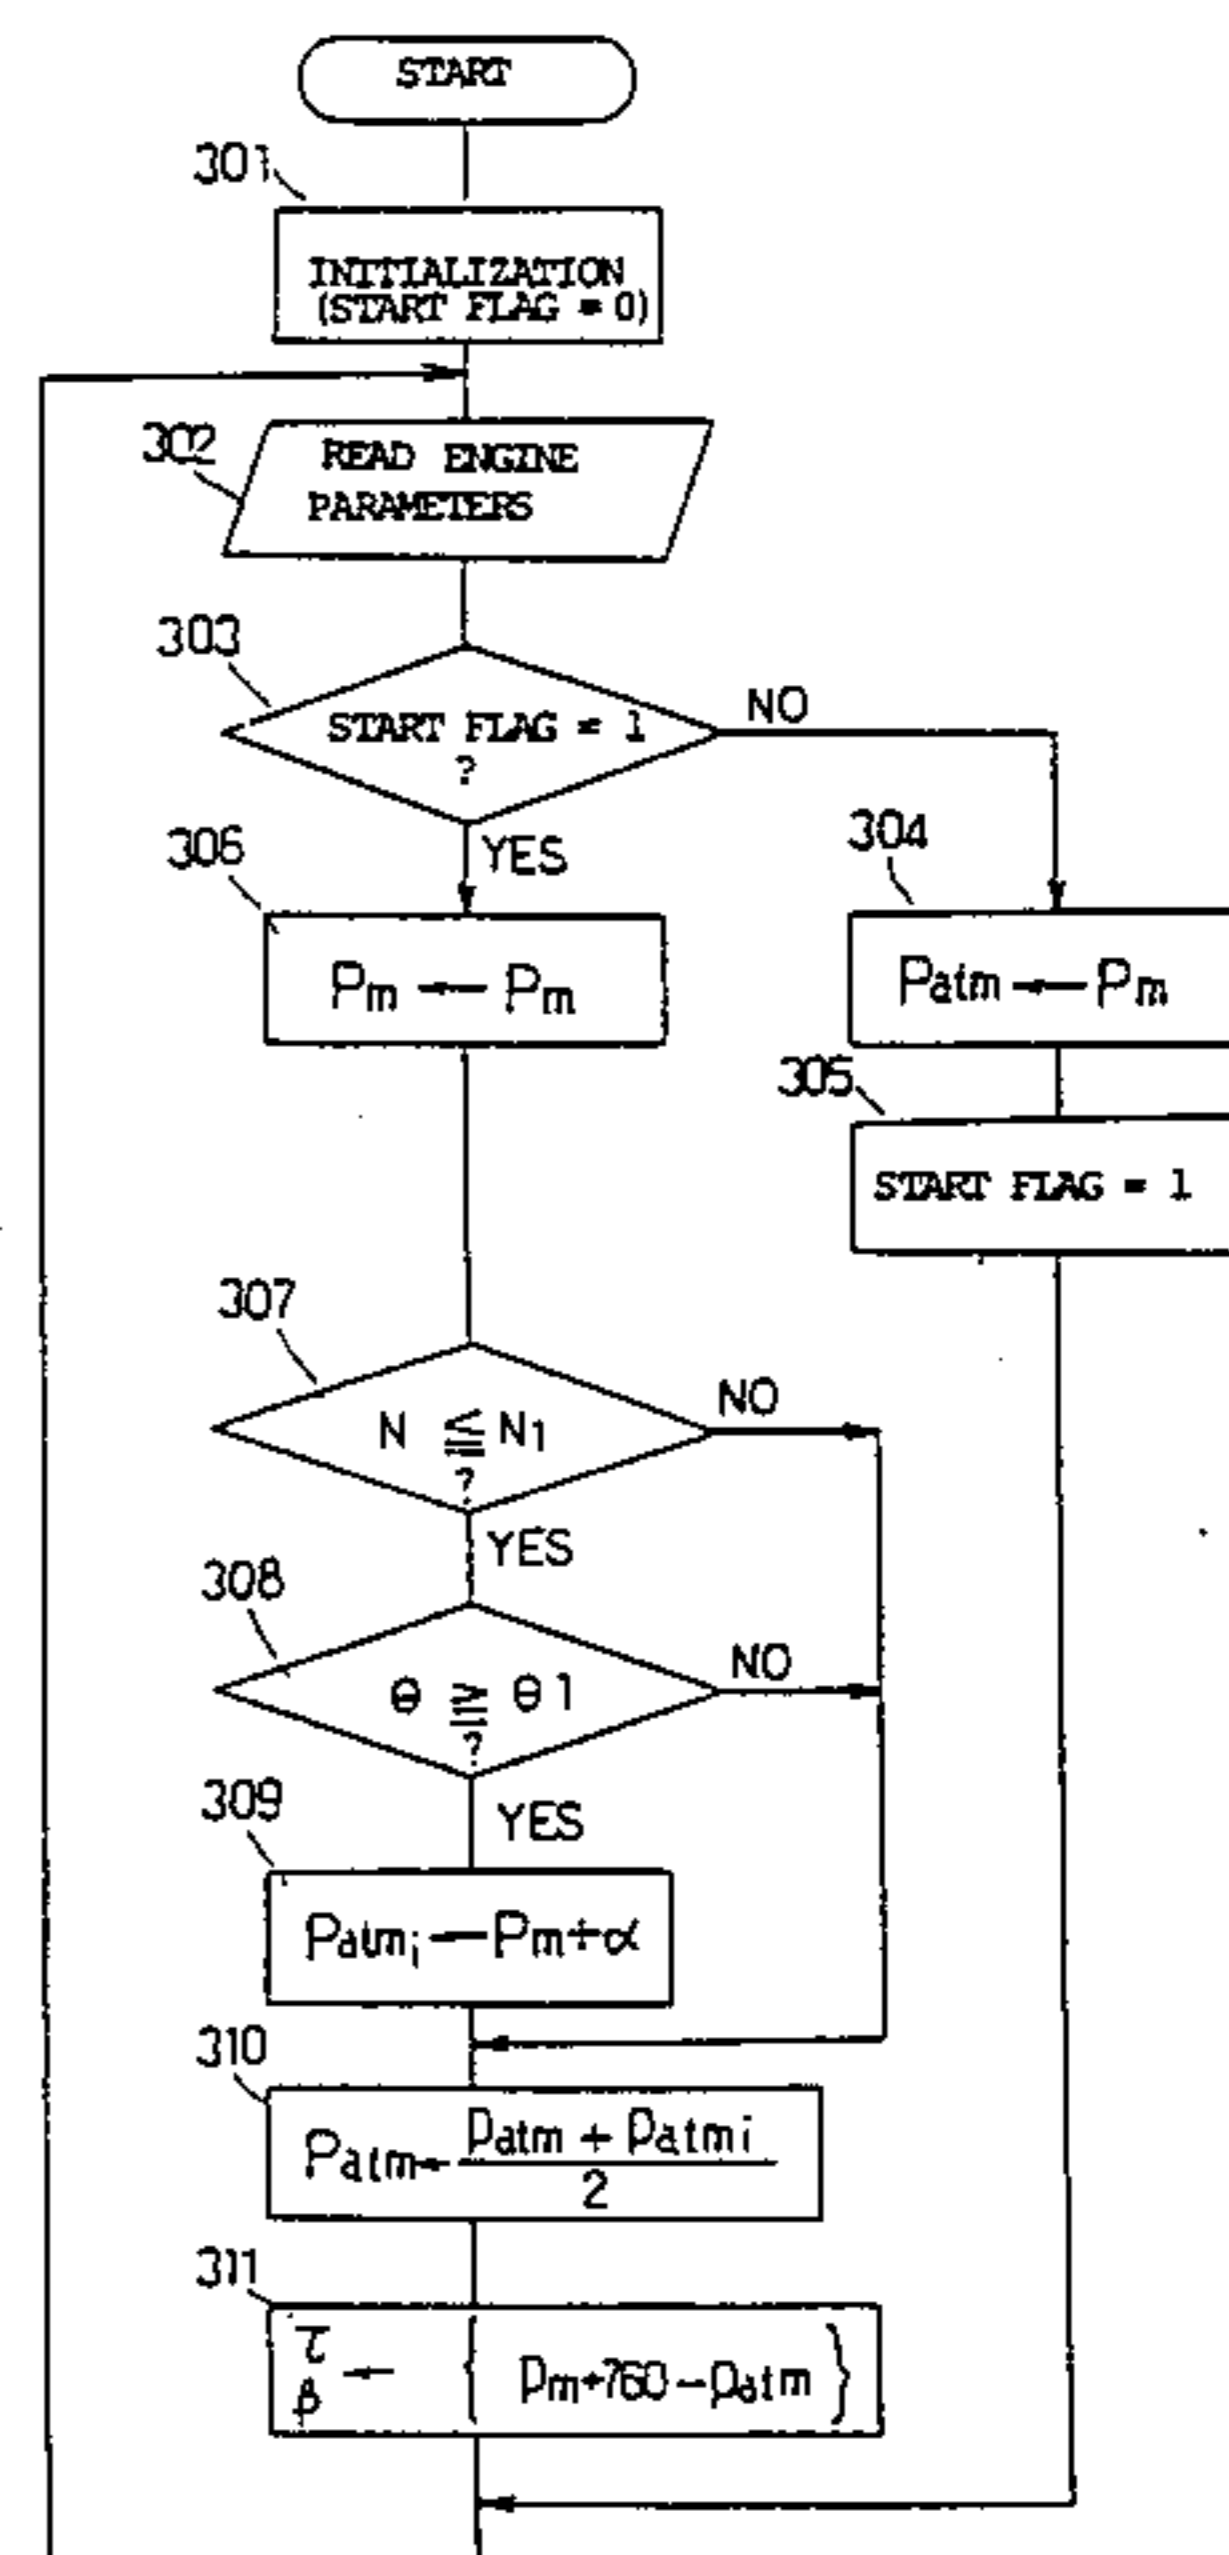 START
301
INITIALIZATION
(START FLAG = 0)
302
READ ENGINE
PARAMETERS
303
START FLAG = 1
?
NO
YES
304
Patm ← Pm
305
START FLAG = 1
306
Pm ← Pm
307
N ≦ N1
?
NO
YES
308
θ ≧ θ1
?
NO
YES
309
Patmi — Pm+α
310
Patm ← Patm + Patmi
2
311
τ
β ← { Pm+760-Patm }